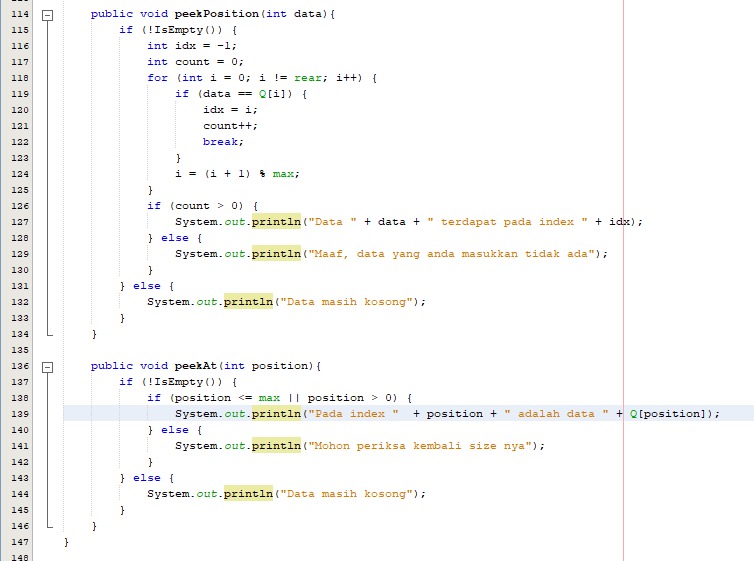 114 public void peekPosition(int data){
115 if (!IsEmpty()) {
116 int idx = -1;
117 int count = 0;
118 for (int i = 0; i != rear; i++) {
119 if (data == Q[i]) {
120 idx = i;
121 count++;
122 break;
123 }
124 i = (i + 1) % max;
125 }
126 if (count > 0) {
127 System.out.println("Data " + data + " terdapat pada index " + idx);
128 } else {
129 System.out.println("Maaf, data yang anda masukkan tidak ada");
130 }
131 } else {
132 System.out.println("Data masih kosong");
133 }
134 }
135
136 public void peekAt(int position){
137 if (!IsEmpty()) {
138 if (position <= max || position > 0) {
139 System.out.println("Pada index "  + position + " adalah data " + Q[position]);
140 } else {
141 System.out.println("Mohon periksa kembali size nya");
142 }
143 } else {
144 System.out.println("Data masih kosong");
145 }
146 }
147 }
148